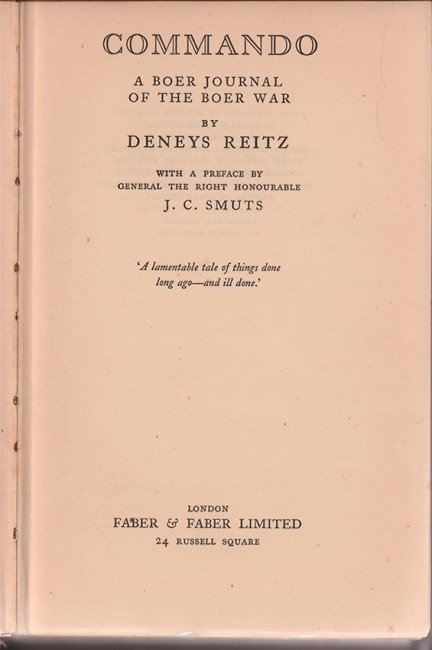 COMMANDO
A BOER JOURNAL
OF THE BOER WAR
BY
DENEYS REITZ
WITH A PREFACE BY
GENERAL THE RIGHT HONOURABLE
J. C. SMUTS
‘A lamentable tale of things done
long ago—and ill done.’
LONDON
FABER & FABER LIMITED
24 RUSSELL SQUARE